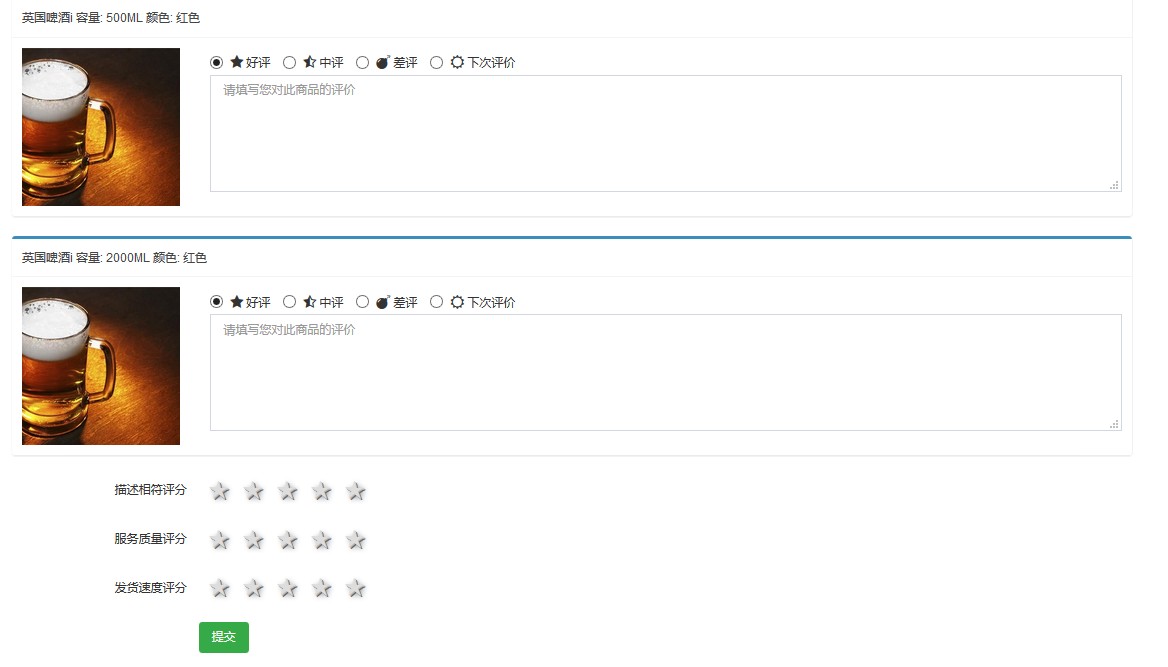 英国啤酒i 容量: 500ML 颜色: 红色
好评 中评 差评 下次评价
请填写您对此商品的评价
英国啤酒i 容量: 2000ML 颜色: 红色
好评 中评 差评 下次评价
请填写您对此商品的评价
描述相符评分
服务质量评分
发货速度评分
提交